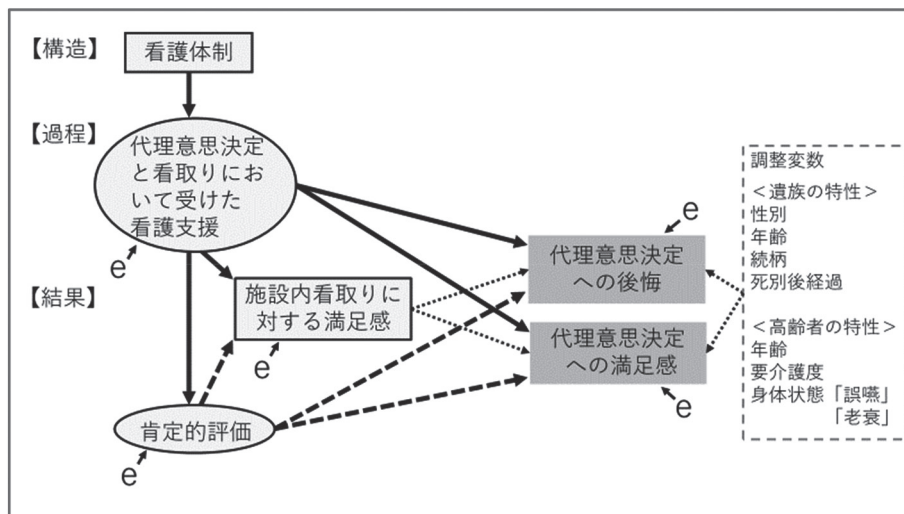 【構造】
看護体制
【過程】
代理意思決定
と看取りにお
いて受けた
看護支援
e
【結果】
施設内看取りに
対する満足感
e
肯定的評価
e
e
代理意思決定
への後悔
代理意思決定
への満足感
e
調整変数
<遺族の特性>
性別
年齢
続柄
死別後経過
<高齢者の特性>
年齢
要介護度
身体状態「誤嚥」
「老衰」